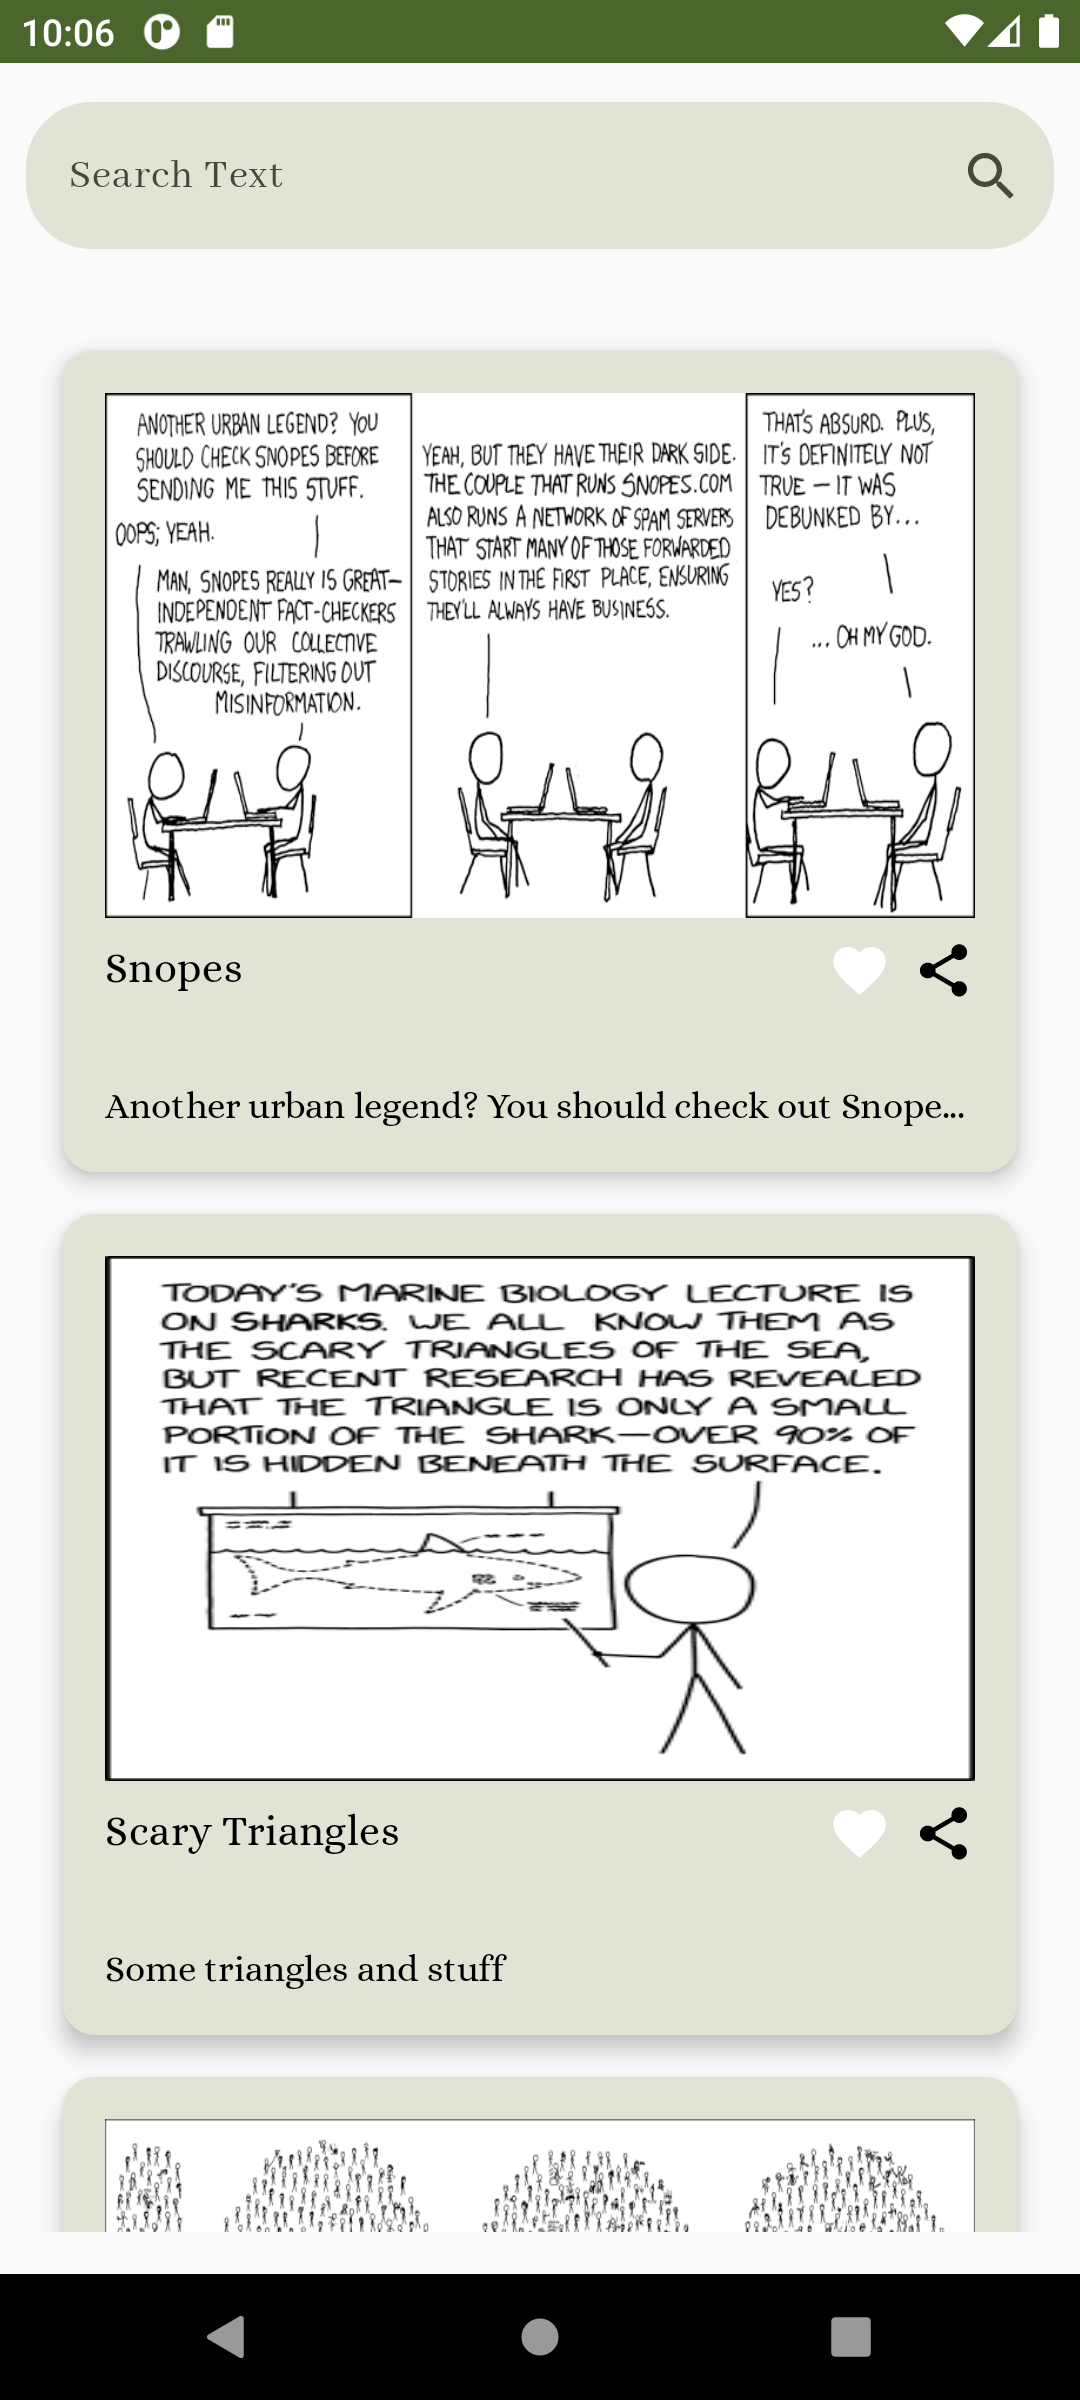 10:06
Search Text
ANOTHER URBAN LEGEND? YOU
SHOULD CHECK SNOPES BEFORE
SENDING ME THIS STUFF.
OOPS; YEAH.
MAN, SNOPES REALLY IS GREAT—
INDEPENDENT FACT-CHECKERS
TRAWLING OUR COLLECTIVE
DISCOURSE, FILTERING OUT
MISINFORMATION.
YEAH, BUT THEY HAVE THEIR DARK SIDE.
THE COUPLE THAT RUNS SNOPES.COM
ALSO RUNS A NETWORK OF SPAM SERVERS
THAT START MANY OF THOSE FORWARDED
STORIES IN THE FIRST PLACE, ENSURING
THEY'LL ALWAYS HAVE BUSINESS.
THAT'S ABSURD. PLUS,
IT'S DEFINITELY NOT
TRUE — IT WAS
DEBUNKED BY...
YES?
... OH MY GOD.
Snopes
Another urban legend? You should check out Snope...
TODAY'S MARINE BIOLOGY LECTURE IS
ON SHARKS. WE ALL KNOW THEM AS
THE SCARY TRIANGLES OF THE SEA,
BUT RECENT RESEARCH HAS REVEALED
THAT THE TRIANGLE IS ONLY A SMALL
PORTION OF THE SHARK—OVER 90% OF
IT IS HIDDEN BENEATH THE SURFACE.
Scary Triangles
Some triangles and stuff